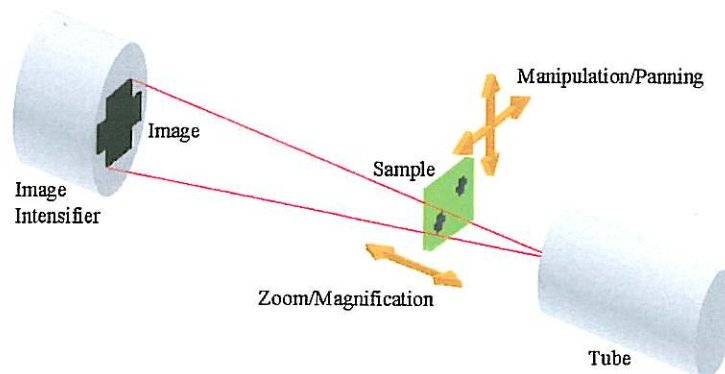 Manipulation/Panning
Image
Sample
Image
Intensifier
Zoom/Magnification
Tube